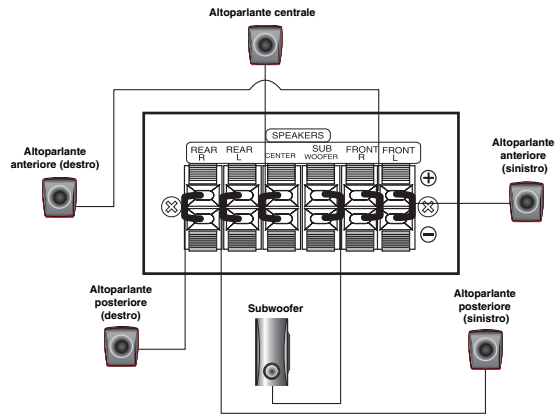 Altoparlante centrale
SPEAKERS
REAR R
REAR L
CENTER
SUB WOOFER
FRONT R
FRONT L
+
−
Altoparlante
anteriore (destro)
Altoparlante
anteriore
(sinistro)
Altoparlante
posteriore
(destro)
Subwoofer
Altoparlante
posteriore
(sinistro)